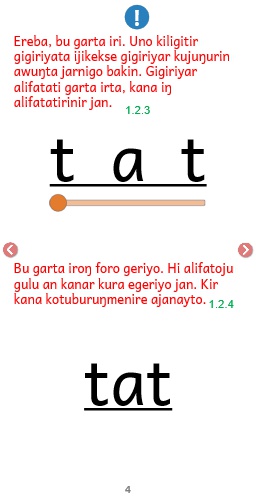 !
Ereba, bu garta iri. Uno kiligitir
gigiriyata ijikekse gigiriyar kujuŋurin
awuŋta jarnigo bakin. Gigiriyar
alifatati garta irta, kana iŋ
alifatatirinir jan. 1.2.3
t a t
Bu garta iroŋ foro geriyo. Hi alifatoju
gulu an kanar kura egeriyo jan. Kir
kana kotuburuŋmenire ajanayto. 1.2.4
tat
4